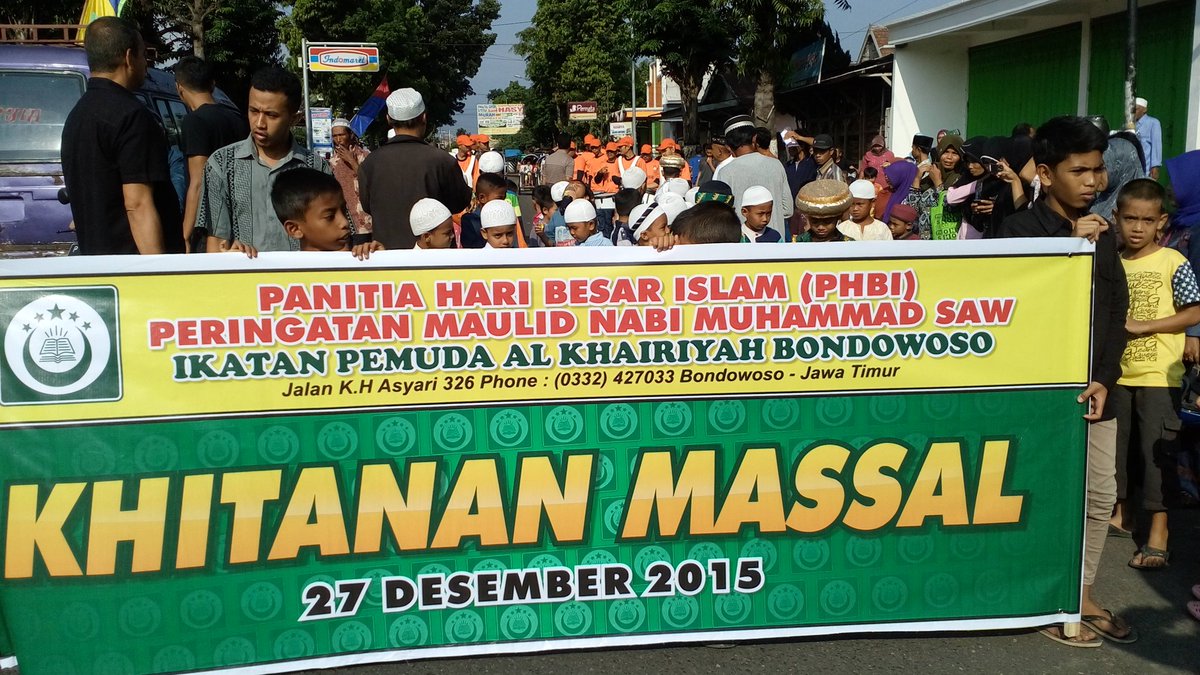 Indomaret
PANITIA HARI BESAR ISLAM (PHBI)
PERINGATAN MAULID NABI MUHAMMAD SAW
IKATAN PEMUDA AL KHAIRIYAH BONDOWOSO
Jalan K.H Asyari 326 Phone : (0332) 427033 Bondowoso - Jawa Timur
KHITANAN MASSAL
27 DESEMBER 2015